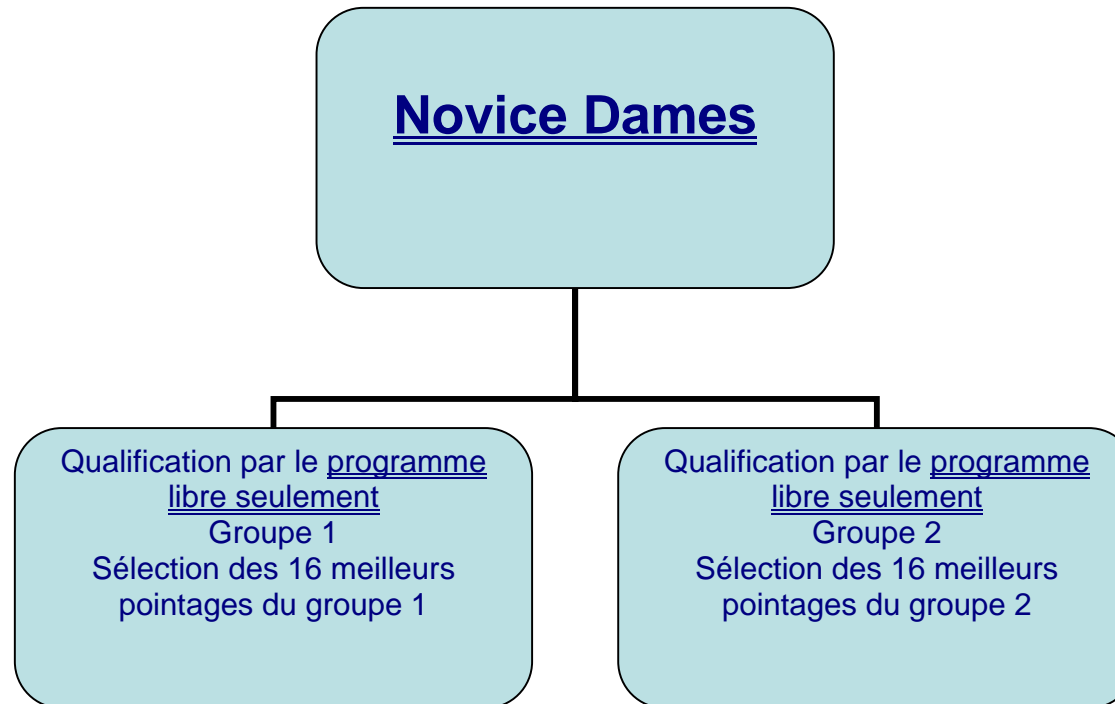 Novice Dames
Qualification par le programme
libre seulement
Groupe 1
Sélection des 16 meilleurs
pointages du groupe 1
Qualification par le programme
libre seulement
Groupe 2
Sélection des 16 meilleurs
pointages du groupe 2